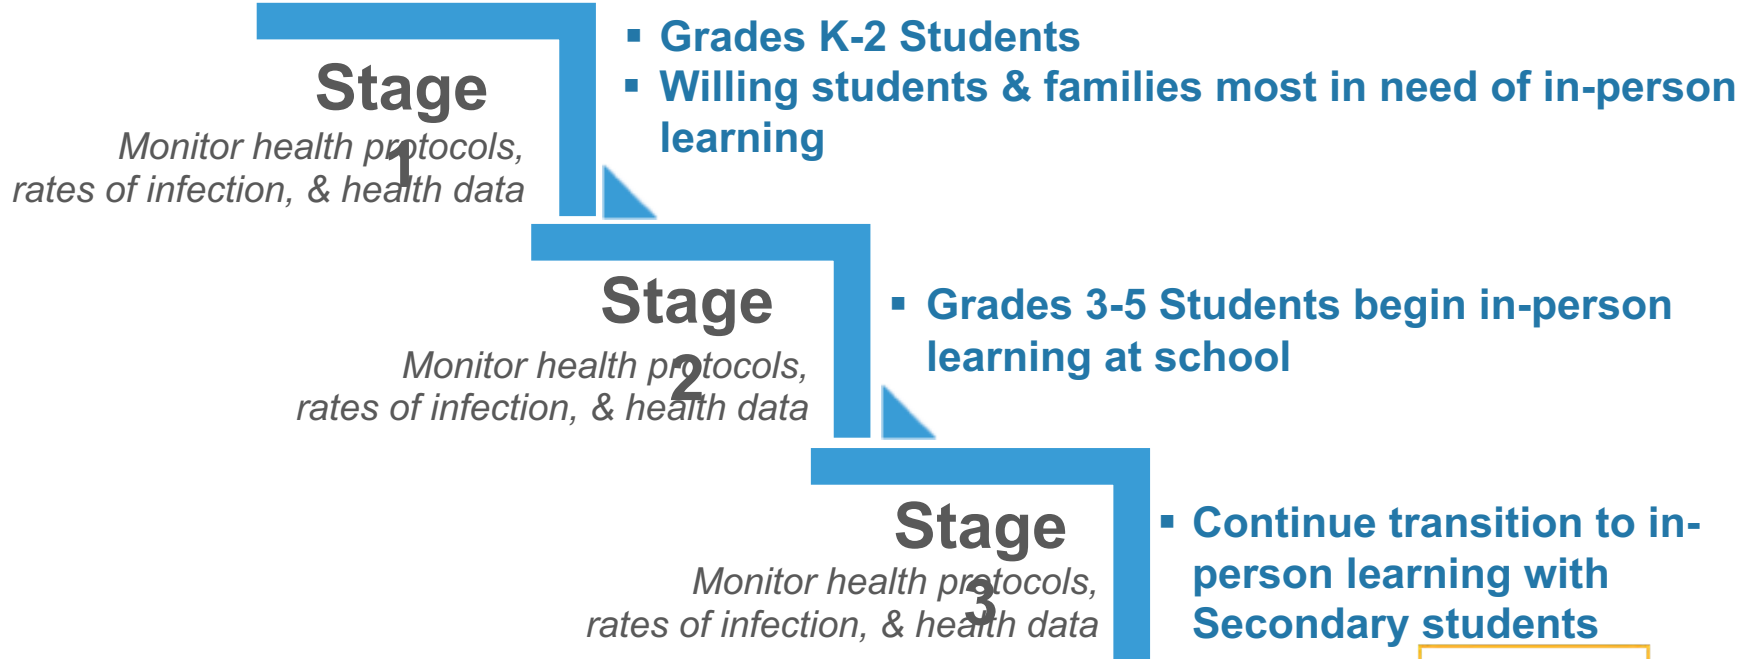 ▪ Grades K-2 Students
▪ Willing students & families most in need of in-person
learning
Stage
1
Monitor health protocols,
rates of infection, & health data
▪ Grades 3-5 Students begin in-person
learning at school
Stage
2
Monitor health protocols,
rates of infection, & health data
▪ Continue transition to in-
person learning with
Secondary students
Stage
3
Monitor health protocols,
rates of infection, & health data